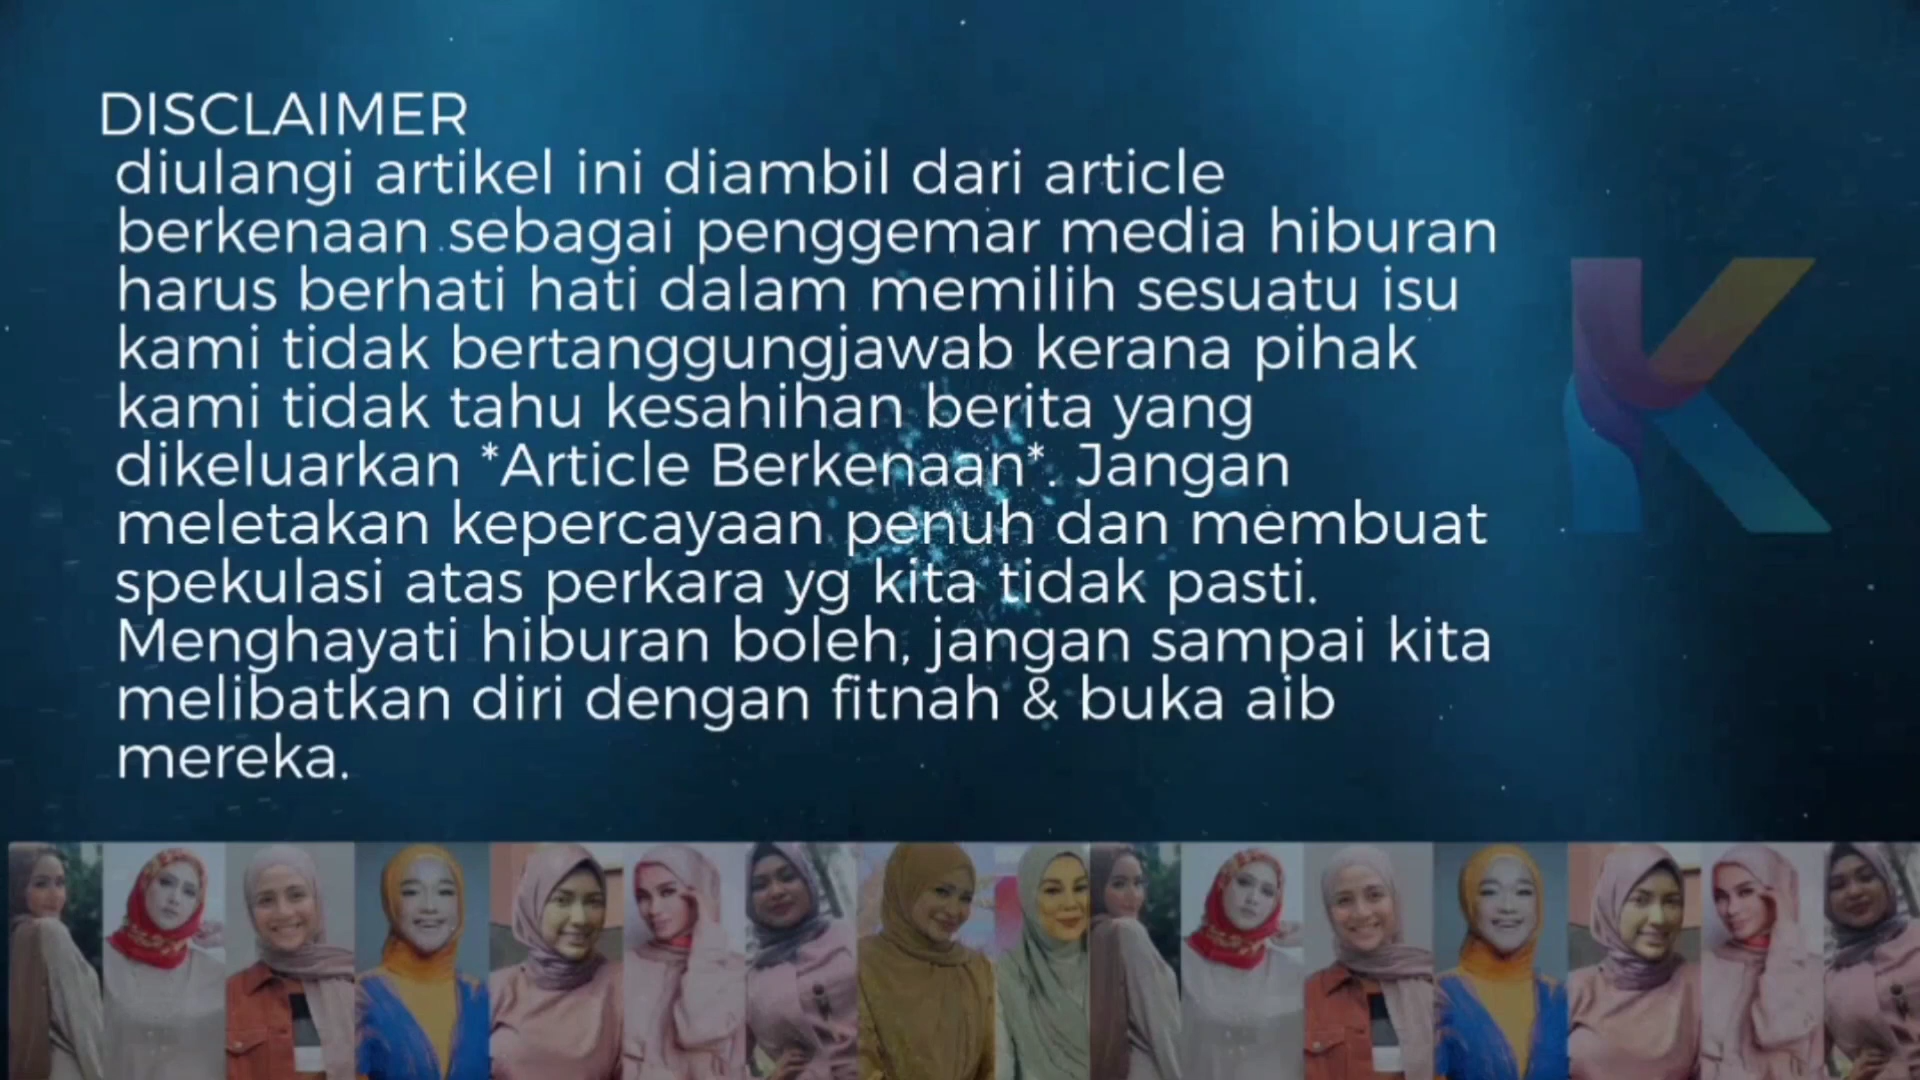 DISCLAIMER
diulangi artikel ini diambil dari article
berkenaan.sebagai penggemar media hiburan
harus berhati hati dalam memilih sesuatu isu
kami tidak bertanggungjawab kerana pihak
kami tidak tahu kesahihan berita yang
dikeluarkan *Article Berkenaan*. Jangan
meletakan kepercayaan penuh dan membuat
spekulasi atas perkara yg kita tidak pasti.
Menghayati hiburan boleh, jangan sampai kita
melibatkan diri dengan fitnah & buka aib
mereka.
K